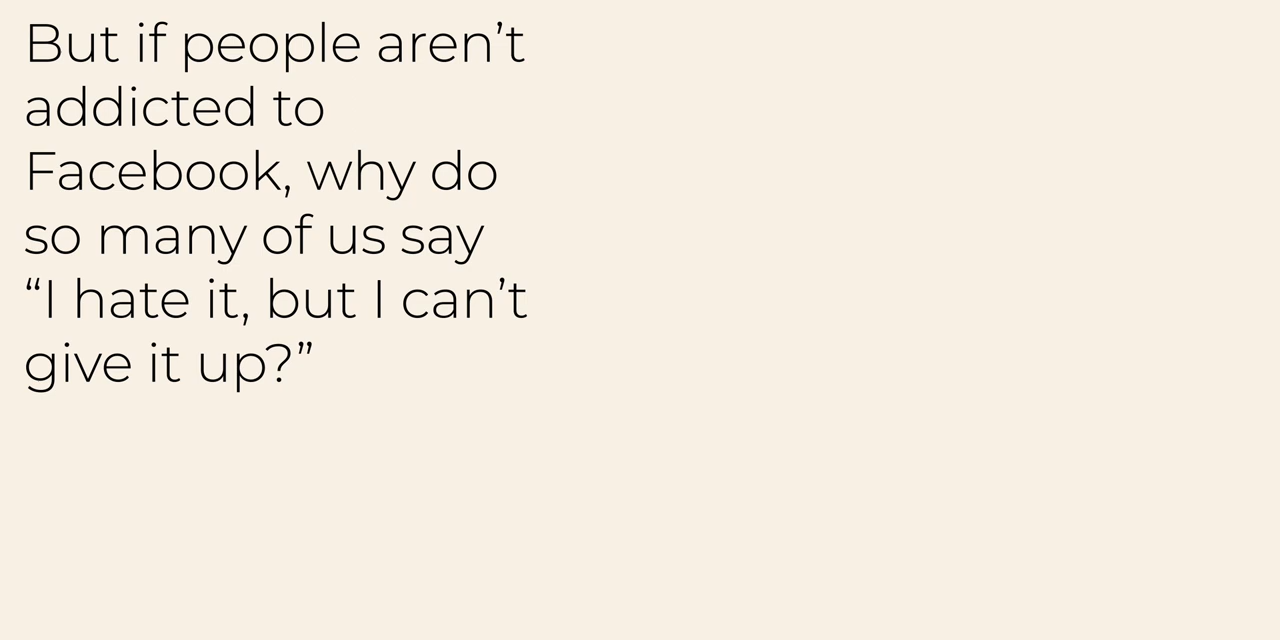 But if people aren’t
addicted to
Facebook, why do
so many of us say
“I hate it, but I can’t
give it up?”